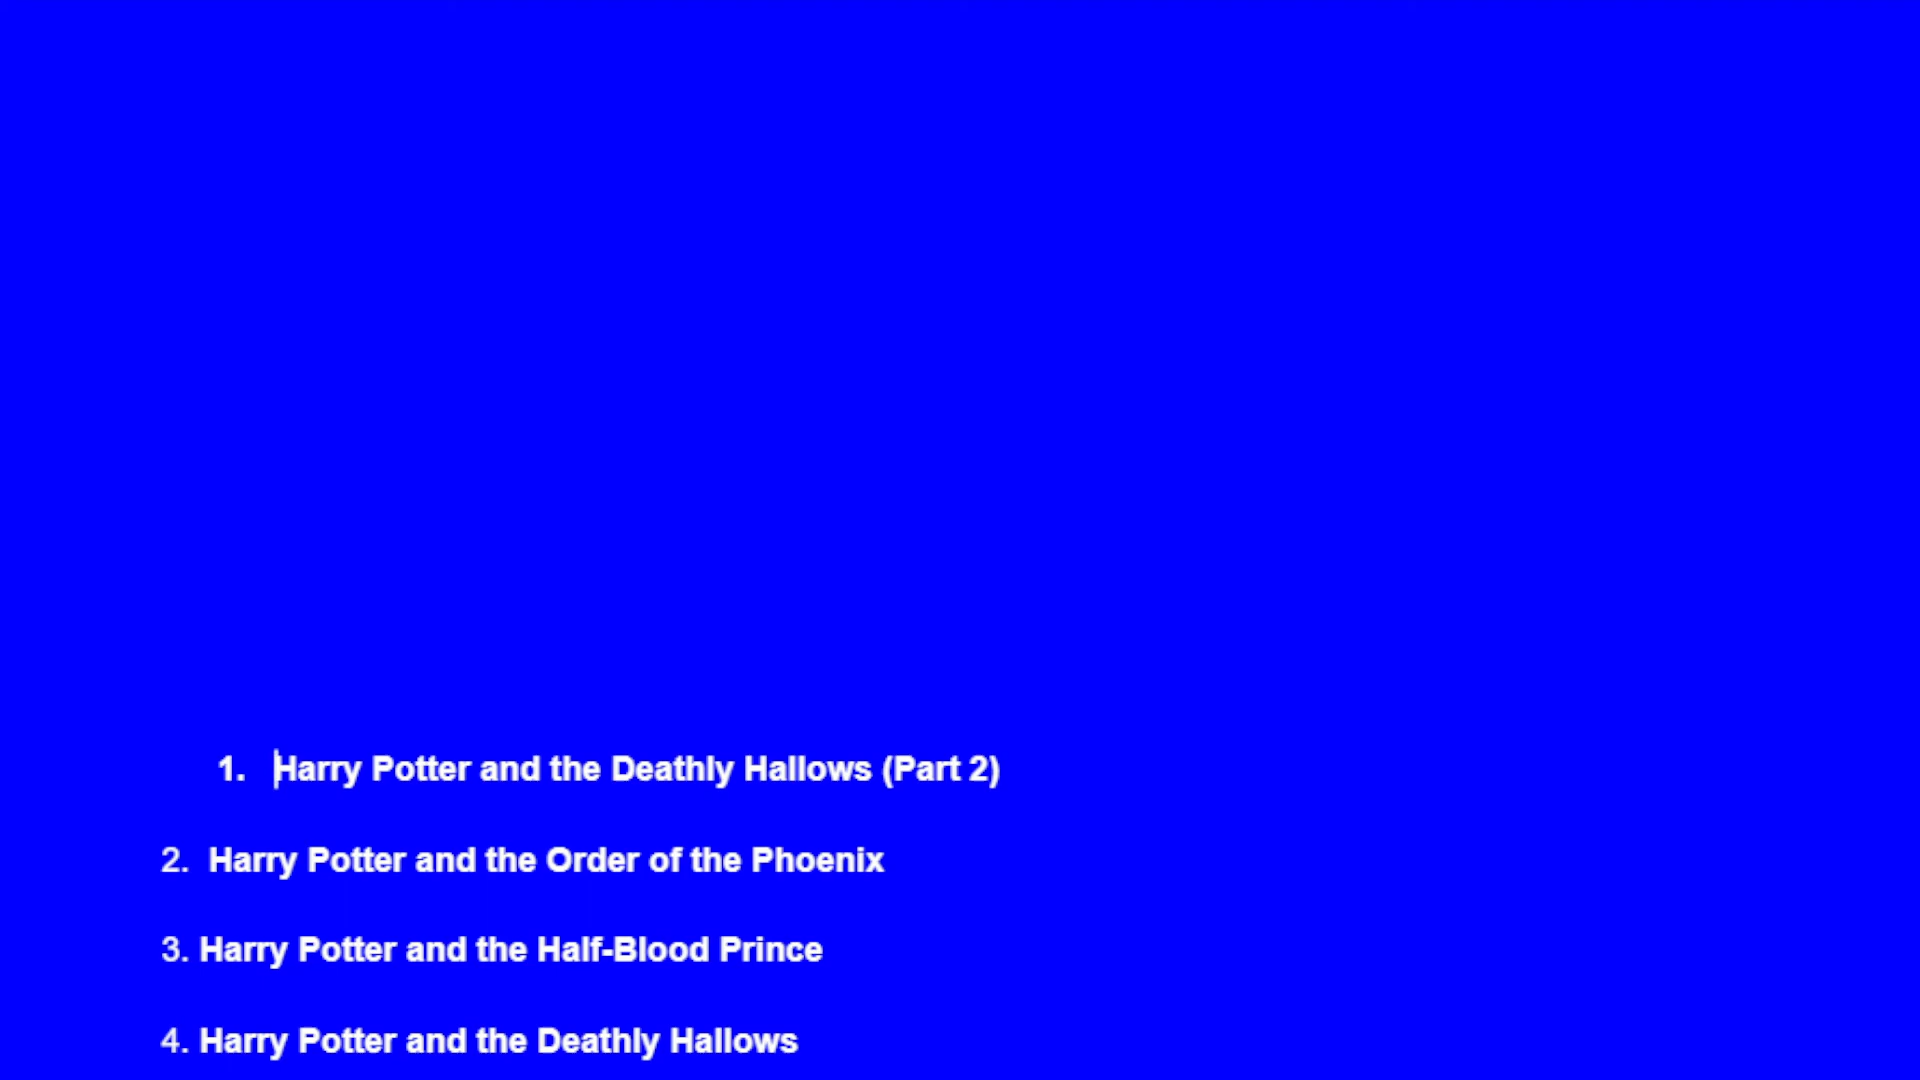 1. Harry Potter and the Deathly Hallows (Part 2)
2. Harry Potter and the Order of the Phoenix
3. Harry Potter and the Half-Blood Prince
4. Harry Potter and the Deathly Hallows